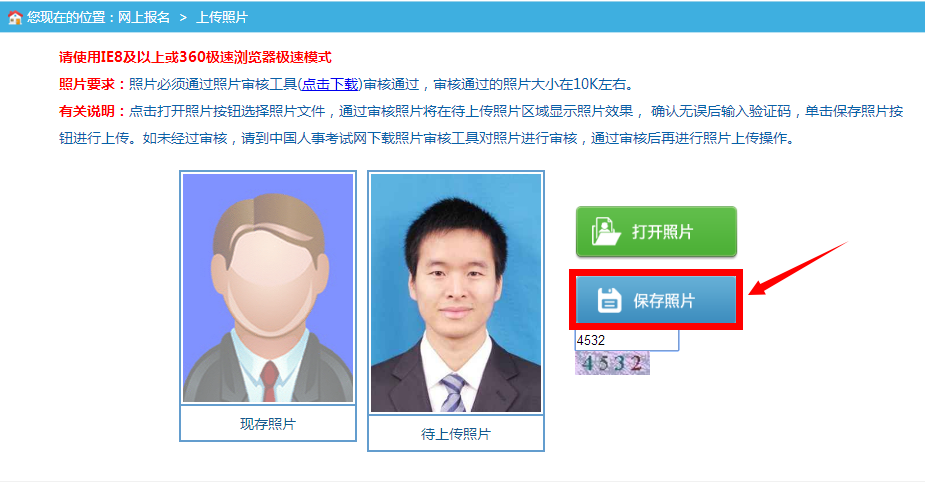 您现在的位置：网上报名 > 上传照片
请使用IE8及以上或360极速浏览器极速模式
照片要求：照片必须通过照片审核工具(点击下载)审核通过，审核通过的照片大小在10K左右。
有关说明：点击打开照片按钮选择照片文件，通过审核照片将在待上传照片区域显示照片效果， 确认无误后输入验证码，单击保存照片按
钮进行上传。如未经过审核，请到中国人事考试网下载照片审核工具对照片进行审核，通过审核后再进行照片上传操作。
打开照片
保存照片
4532
4532
现存照片
待上传照片